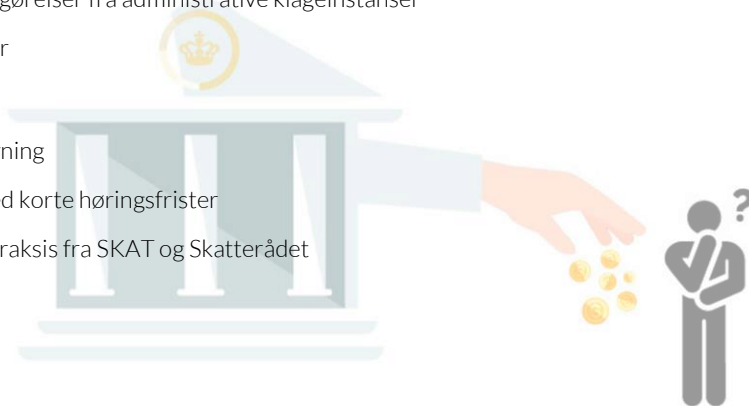 gørelser fra administrative klageinstanser
r
ning
d korte høringsfrister
raksis fra SKAT og Skatterådet
?